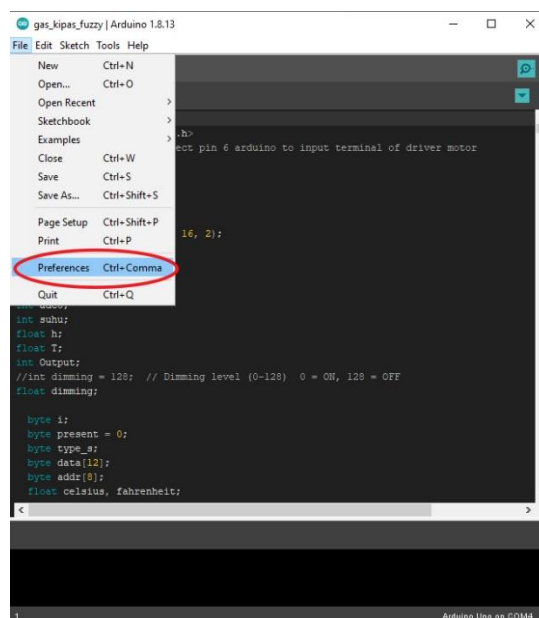 gas_kipas_fuzzy | Arduino 1.8.13
File Edit Sketch Tools Help
New Ctrl+N
Open... Ctrl+O
Open Recent
Sketchbook
Examples
Close Ctrl+W
Save Ctrl+S
Save As... Ctrl+Shift+S
Page Setup Ctrl+Shift+P
Print Ctrl+P
Preferences Ctrl+Comma
Quit Ctrl+Q
.h>
ect pin 6 arduino to input terminal of driver motor
16, 2);
int suhu;
float h;
float T;
int Output;
//int dimming = 128; // Dimming level (0-128) 0 = ON, 128 = OFF
float dimming;
byte i;
byte present = 0;
byte type_s;
byte data[12];
byte addr[8];
float celsius, fahrenheit;
1
Arduino Uno on COM4